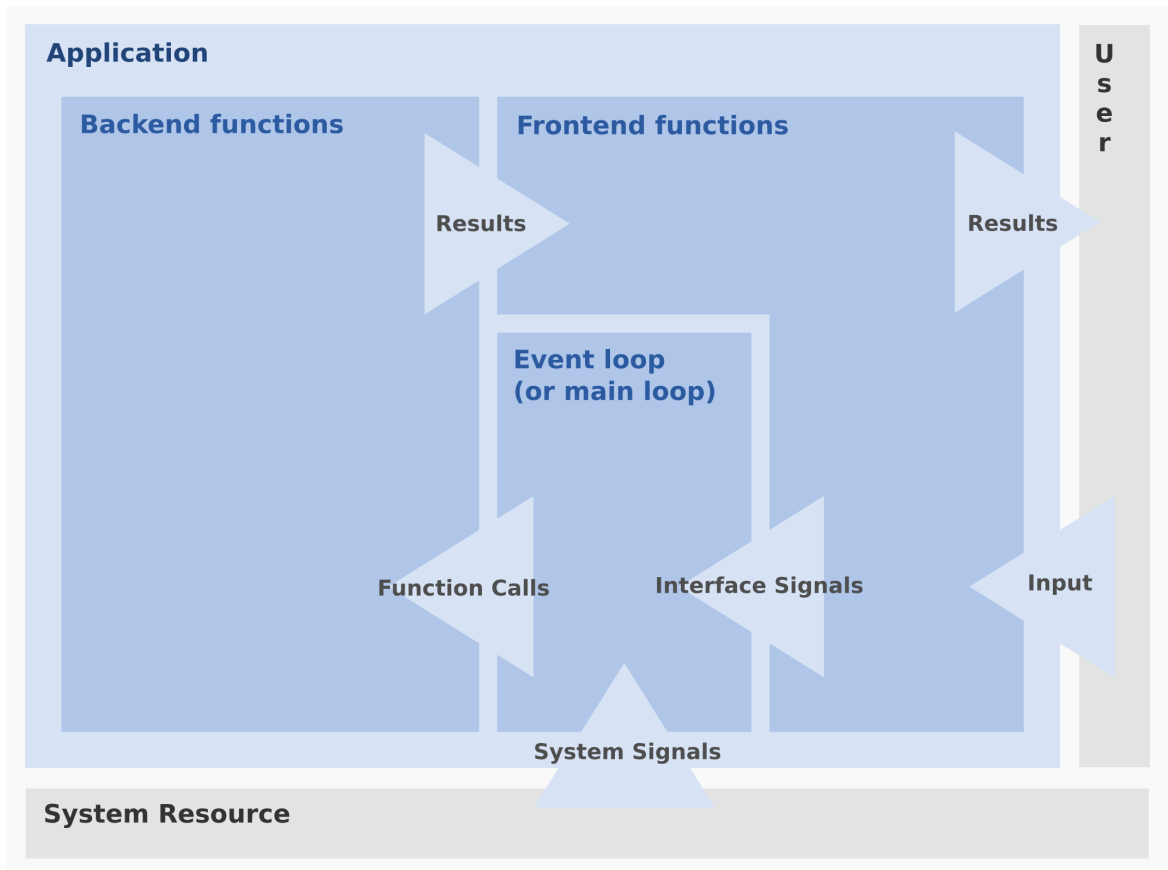 Application
User
Backend functions
Frontend functions
Results
Results
Event loop
(or main loop)
Function Calls
Interface Signals
Input
System Signals
System Resource